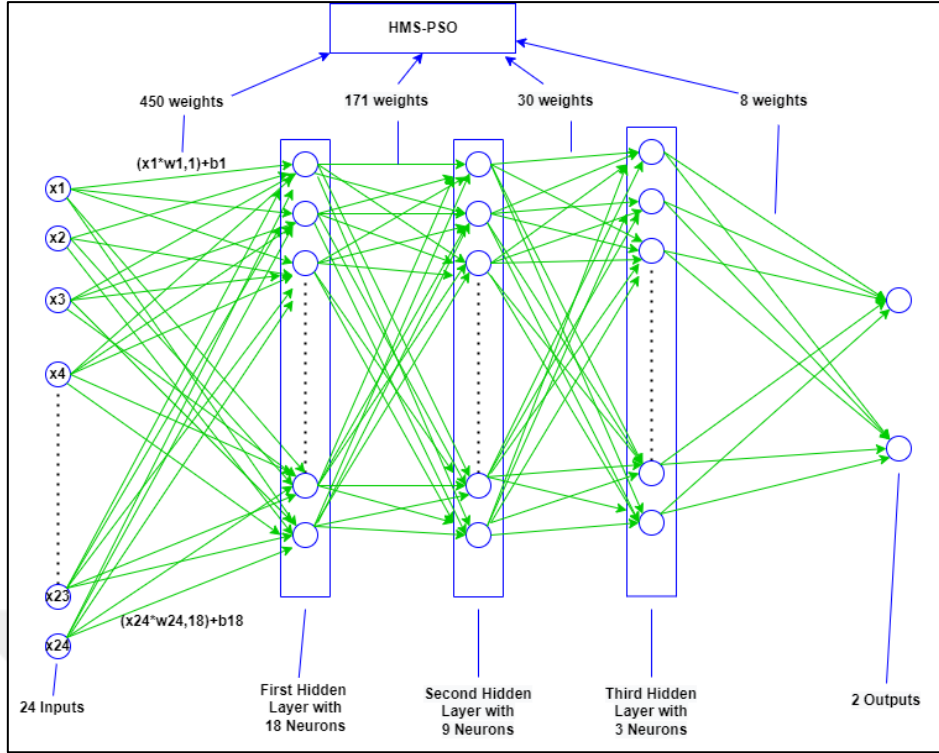 HMS-PSO
450 weights
171 weights
30 weights
8 weights
(x1*w1,1)+b1
x1
x2
x3
x4
x23
(x24*w24,18)+b18
x24
24 Inputs
First Hidden
Layer with
18 Neurons
Second Hidden
Layer with
9 Neurons
Third Hidden
Layer with
3 Neurons
2 Outputs